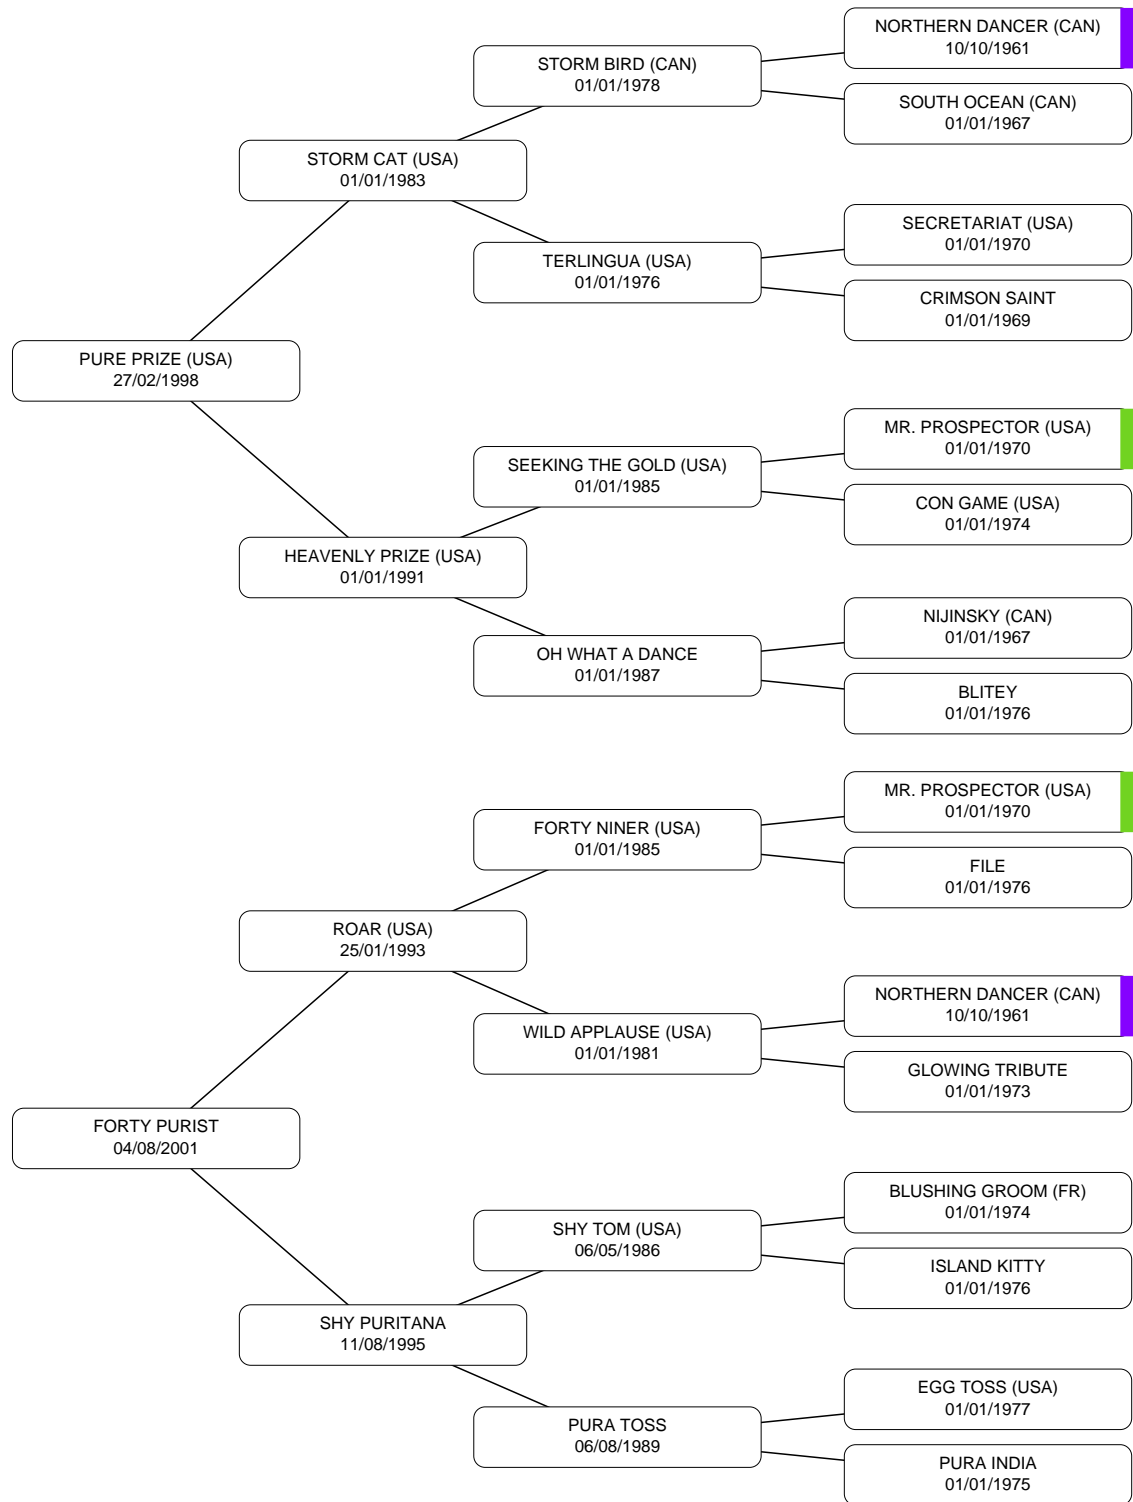 NORTHERN DANCER (CAN)
10/10/1961
STORM BIRD (CAN)
01/01/1978
SOUTH OCEAN (CAN)
01/01/1967
STORM CAT (USA)
01/01/1983
SECRETARIAT (USA)
01/01/1970
TERLINGUA (USA)
01/01/1976
CRIMSON SAINT
01/01/1969
PURE PRIZE (USA)
27/02/1998
MR. PROSPECTOR (USA)
01/01/1970
SEEKING THE GOLD (USA)
01/01/1985
CON GAME (USA)
01/01/1974
HEAVENLY PRIZE (USA)
01/01/1991
NIJINSKY (CAN)
01/01/1967
OH WHAT A DANCE
01/01/1987
BLITEY
01/01/1976
MR. PROSPECTOR (USA)
01/01/1970
FORTY NINER (USA)
01/01/1985
FILE
01/01/1976
ROAR (USA)
25/01/1993
NORTHERN DANCER (CAN)
10/10/1961
WILD APPLAUSE (USA)
01/01/1981
GLOWING TRIBUTE
01/01/1973
FORTY PURIST
04/08/2001
BLUSHING GROOM (FR)
01/01/1974
SHY TOM (USA)
06/05/1986
ISLAND KITTY
01/01/1976
SHY PURITANA
11/08/1995
EGG TOSS (USA)
01/01/1977
PURA TOSS
06/08/1989
PURA INDIA
01/01/1975